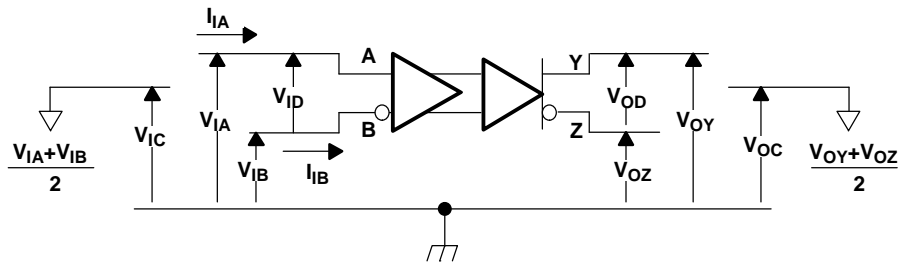 I_IA
A
Y
V_ID
V_OD
V_IA
V_OY
V_IC
V_OC
B
Z
V_IA+V_IB
2
V_IB
I_IB
V_OZ
V_OY+V_OZ
2